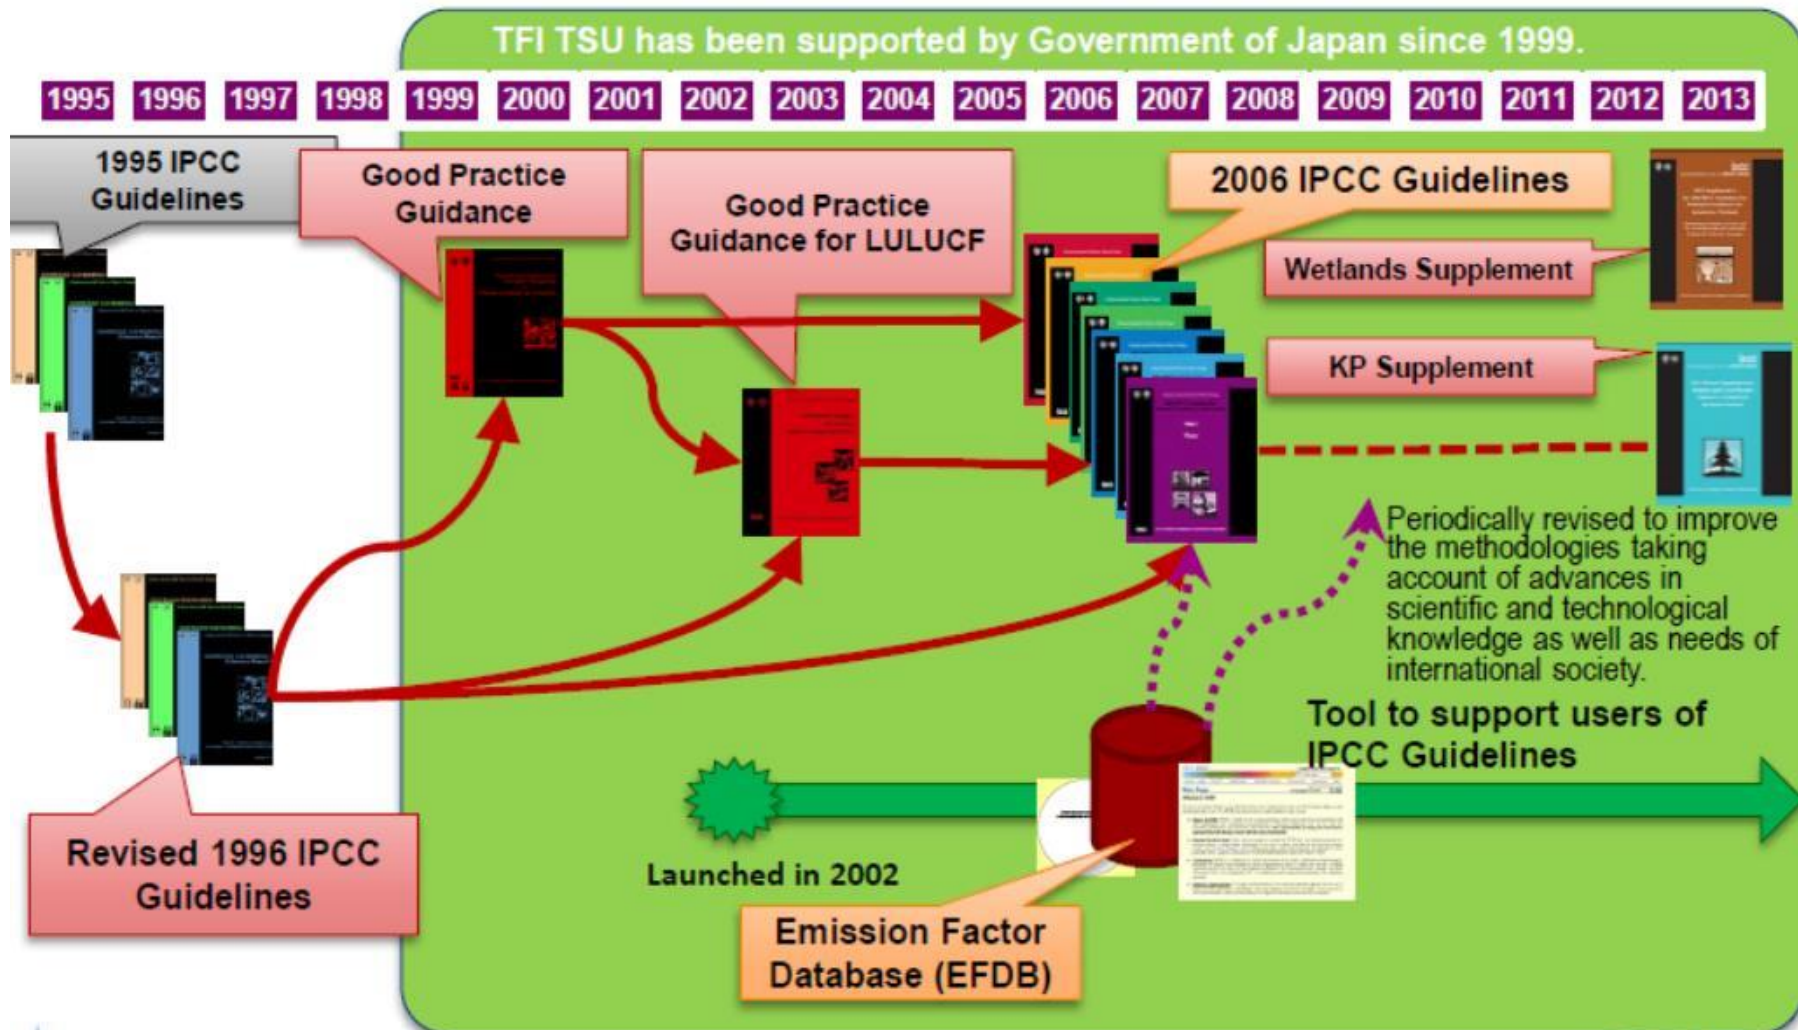 TFI TSU has been supported by Government of Japan since 1999.
1995 1996 1997 1998 1999 2000 2001 2002 2003 2004 2005 2006 2007 2008 2009 2010 2011 2012 2013
1995 IPCC
Guidelines
Good Practice
Guidance
Good Practice
Guidance for LULUCF
2006 IPCC Guidelines
Wetlands Supplement
KP Supplement
Periodically revised to improve
the methodologies taking
account of advances in
scientific and technological
knowledge as well as needs of
international society.
Tool to support users of
IPCC Guidelines
Revised 1996 IPCC
Guidelines
Launched in 2002
Emission Factor
Database (EFDB)